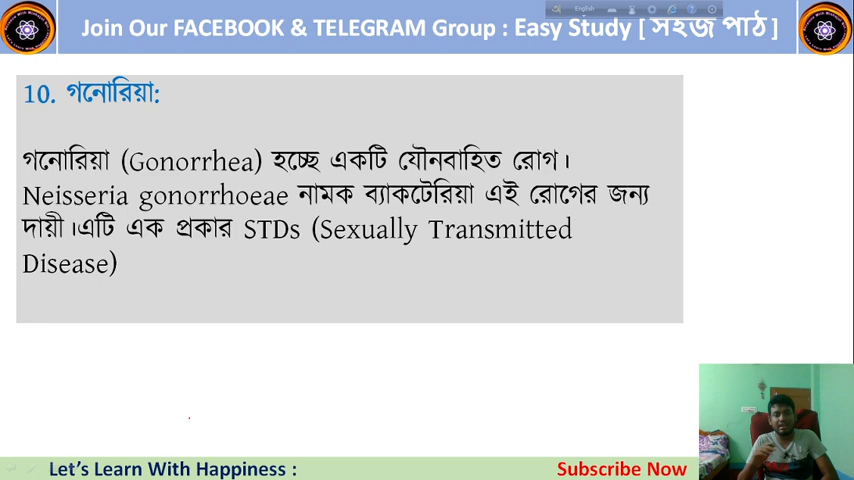 English
Join Our FACEBOOK & TELEGRAM Group : Easy Study [ সহজ পাঠ ]
10. গনোরিয়া:
গনোরিয়া (Gonorrhea) হচ্ছে একটি যৌনবাহিত রোগ।
Neisseria gonorrhoeae নামক ব্যাকটেরিয়া এই রোগের জন্য
দায়ী।এটি এক প্রকার STDs (Sexually Transmitted
Disease)
Let's Learn With Happiness :
Subscribe Now